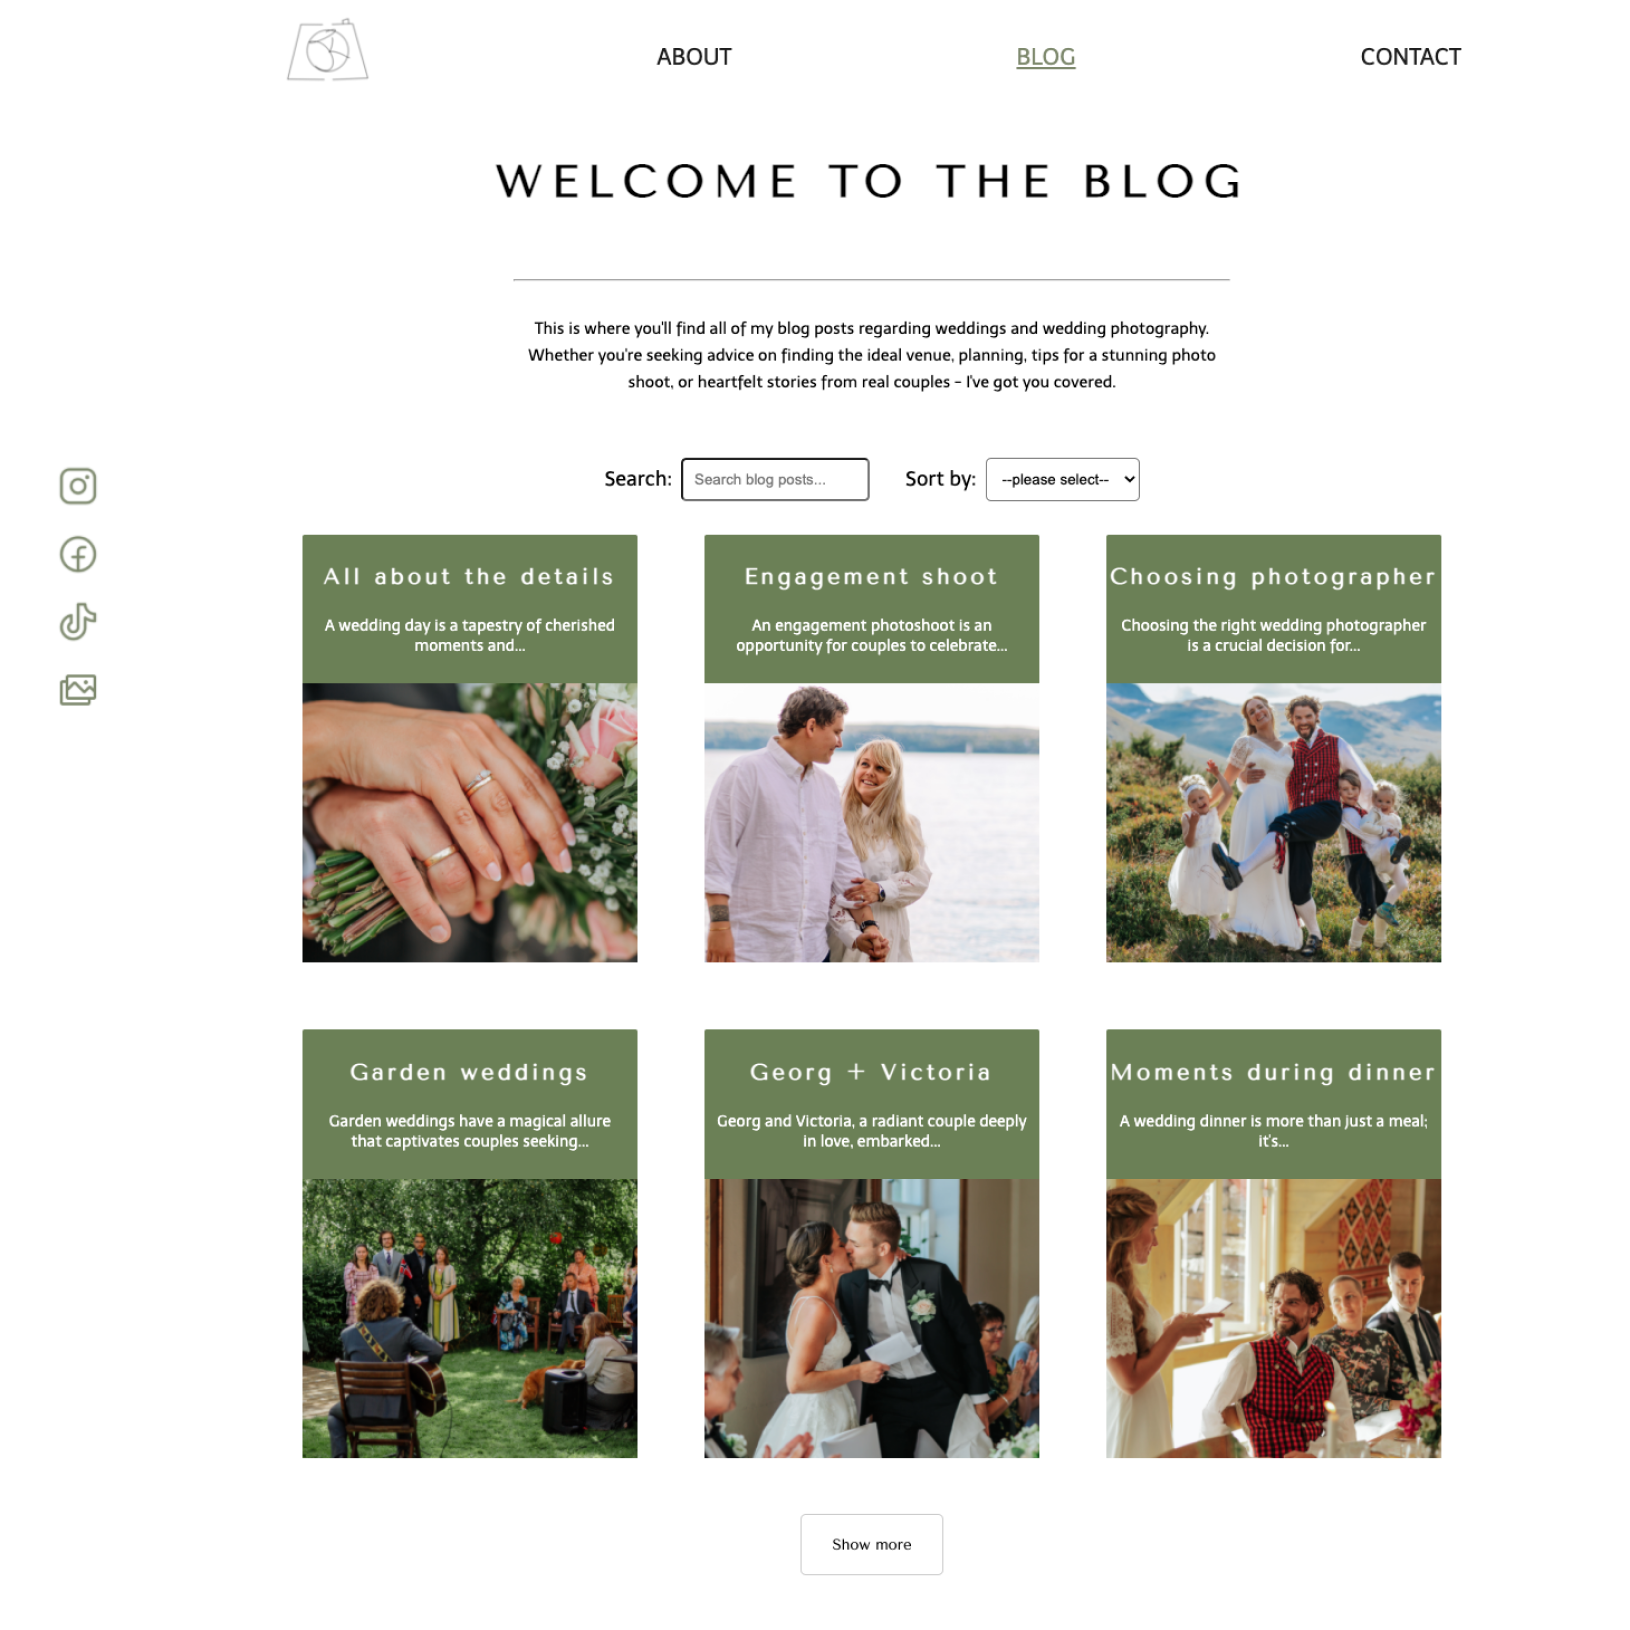 ABOUT
BLOG
CONTACT
WELCOME TO THE BLOG
This is where you'll find all of my blog posts regarding weddings and wedding photography.
Whether you're seeking advice on finding the ideal venue, planning, tips for a stunning photo
shoot, or heartfelt stories from real couples - I've got you covered.
Search:
Search blog posts...
Sort by:
--please select--
All about the details
A wedding day is a tapestry of cherished
moments and...
Engagement shoot
An engagement photoshoot is an
opportunity for couples to celebrate...
Choosing photographer
Choosing the right wedding photographer
is a crucial decision for...
Garden weddings
Garden weddings have a magical allure
that captivates couples seeking...
Georg + Victoria
Georg and Victoria, a radiant couple deeply
in love, embarked...
Moments during dinner
A wedding dinner is more than just a meal;
it's...
Show more